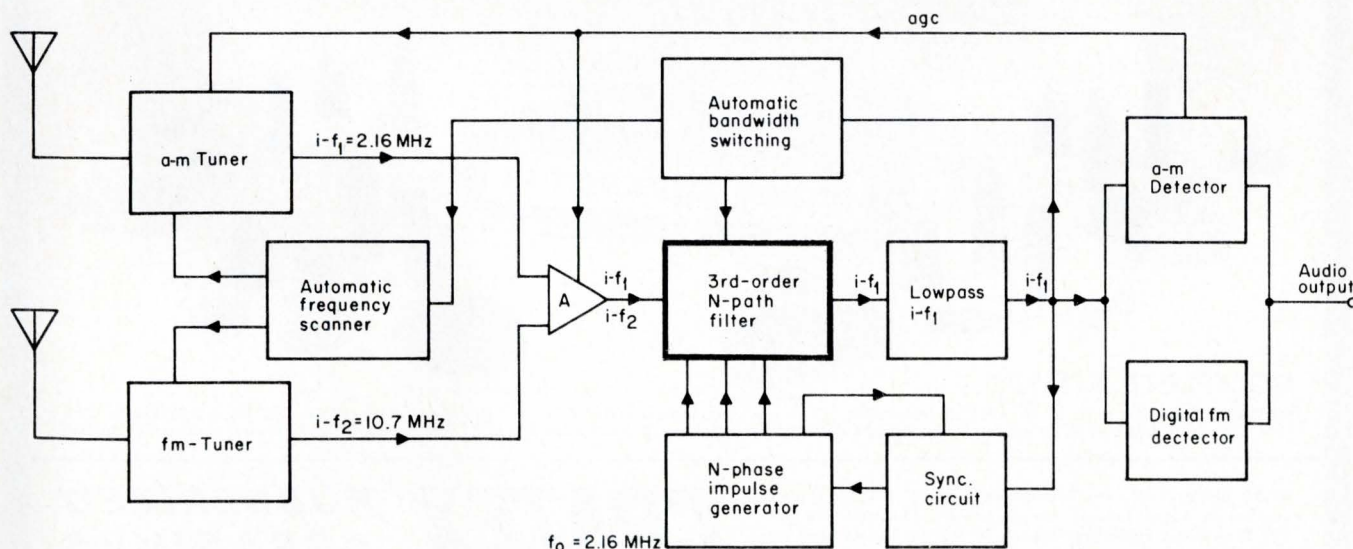 agc
a-m Tuner
i-f₁ = 2.16 MHz
Automatic
bandwidth
switching
a-m
Detector
Automatic
frequency
scanner
A
i-f₁
i-f₂
3rd-order
N-path
filter
i-f₁
Lowpass
i-f₁
i-f₁
Audio
output
fm-Tuner
i-f₂ = 10.7 MHz
N-phase
impulse
generator
Sync.
circuit
Digital fm
dectector
f₀ = 2.16 MHz